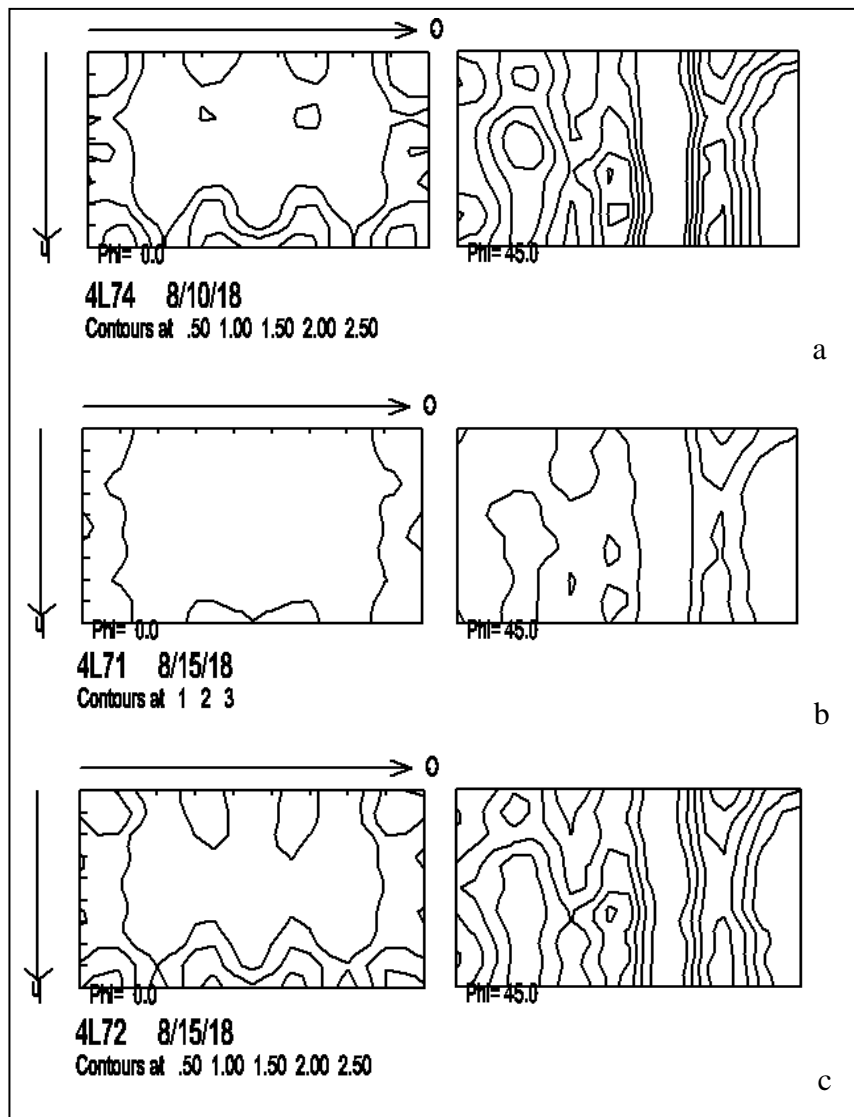 0
Phi= 0.0 Phi= 45.0
4L74 8/10/18
Contours at .50 1.00 1.50 2.00 2.50
a
0
Phi= 0.0 Phi= 45.0
4L71 8/15/18
Contours at 1 2 3
b
0
Phi= 0.0 Phi= 45.0
4L72 8/15/18
Contours at .50 1.00 1.50 2.00 2.50
c